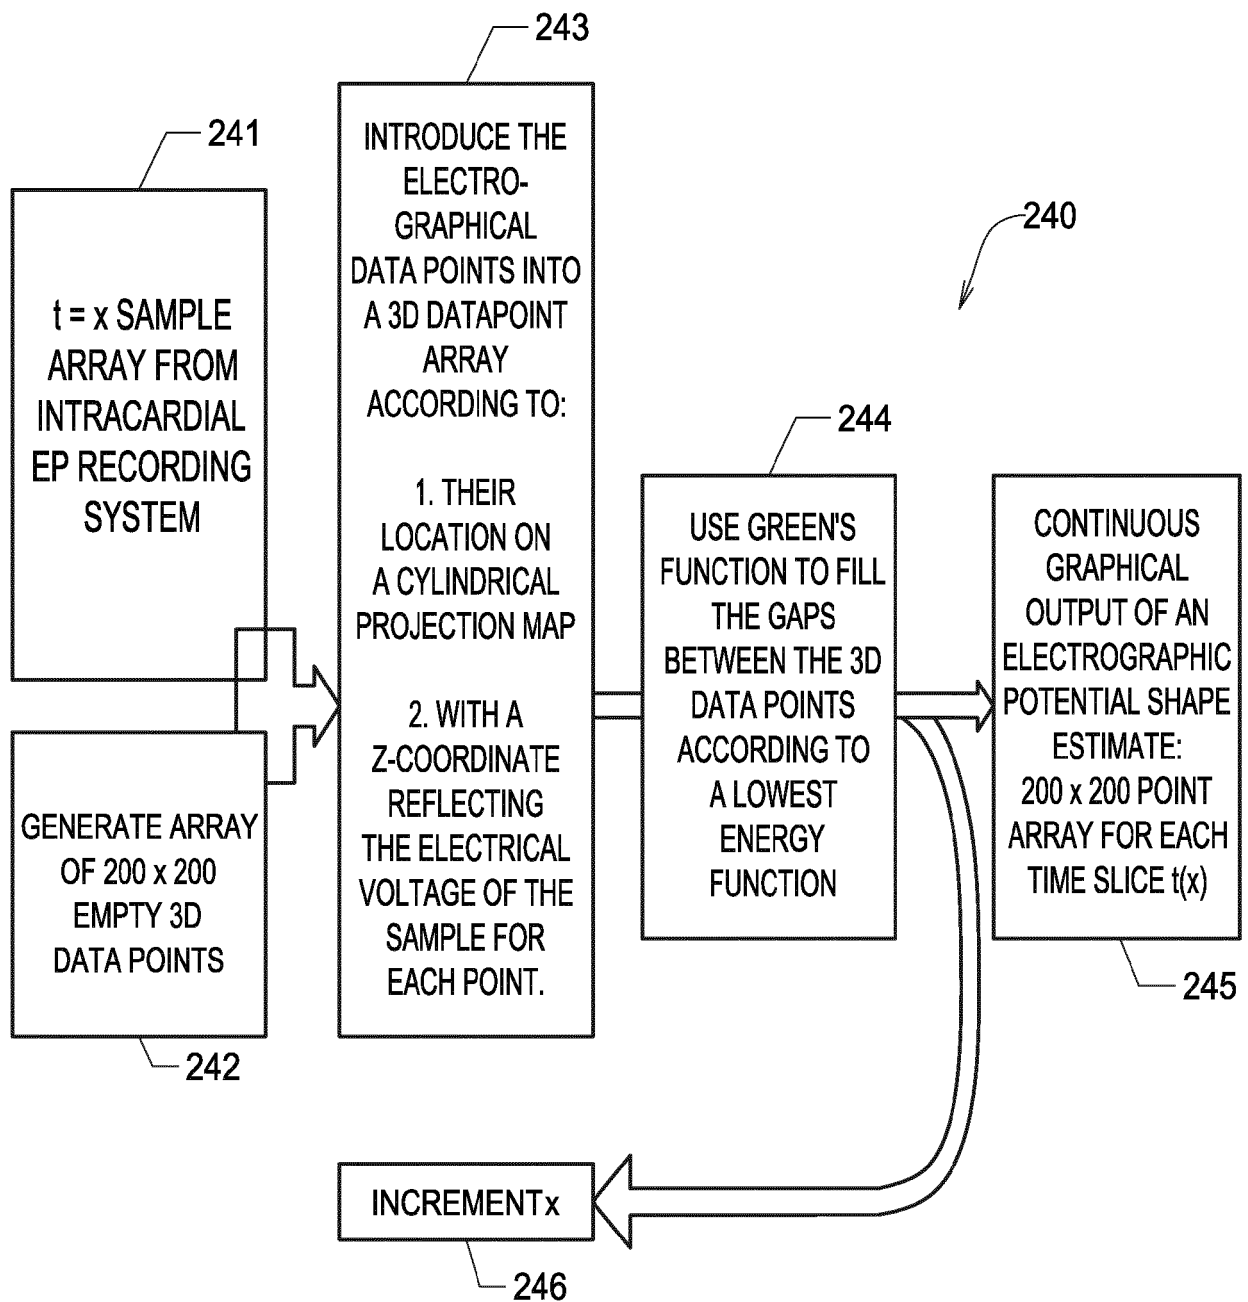 243
241
INTRODUCE THE
ELECTRO-
GRAPHICAL
DATA POINTS INTO
A 3D DATAPOINT
ARRAY
ACCORDING TO:
1. THEIR
LOCATION ON
A CYLINDRICAL
PROJECTION MAP
2. WITH A
Z-COORDINATE
REFLECTING
THE ELECTRICAL
VOLTAGE OF THE
SAMPLE FOR
EACH POINT.
240
t = x SAMPLE
ARRAY FROM
INTRACARDIAL
EP RECORDING
SYSTEM
244
USE GREEN'S
FUNCTION TO FILL
THE GAPS
BETWEEN THE 3D
DATA POINTS
ACCORDING TO
A LOWEST
ENERGY
FUNCTION
CONTINUOUS
GRAPHICAL
OUTPUT OF AN
ELECTROGRAPHIC
POTENTIAL SHAPE
ESTIMATE:
200 x 200 POINT
ARRAY FOR EACH
TIME SLICE t(x)
GENERATE ARRAY
OF 200 x 200
EMPTY 3D
DATA POINTS
245
242
INCREMENT x
246